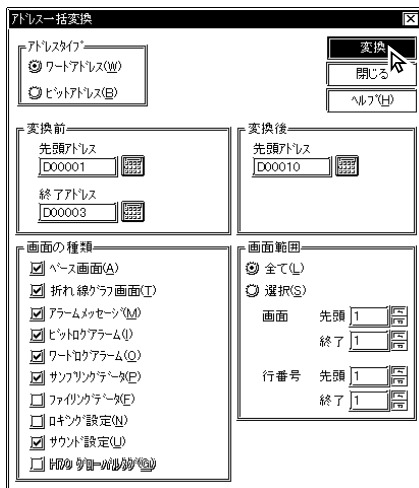 アドレス一括変換
アドレスタイプ
ワードアドレス(W)
ビットアドレス(B)
変換
閉じる
ヘルプ(H)
変換前
先頭アドレス
D00001
終了アドレス
D00003
変換後
先頭アドレス
D00010
画面の種類
ベース画面(A)
折れ線グラフ画面(T)
アラームメッセージ(M)
ビットログアラーム(I)
ワードログアラーム(O)
サンプリングデータ(P)
ファイリングデータ(F)
ロギング設定(N)
サウンド設定(U)
画面範囲
全て(L)
選択(S)
画面 先頭 1
終了 1
行番号 先頭 1
終了 1